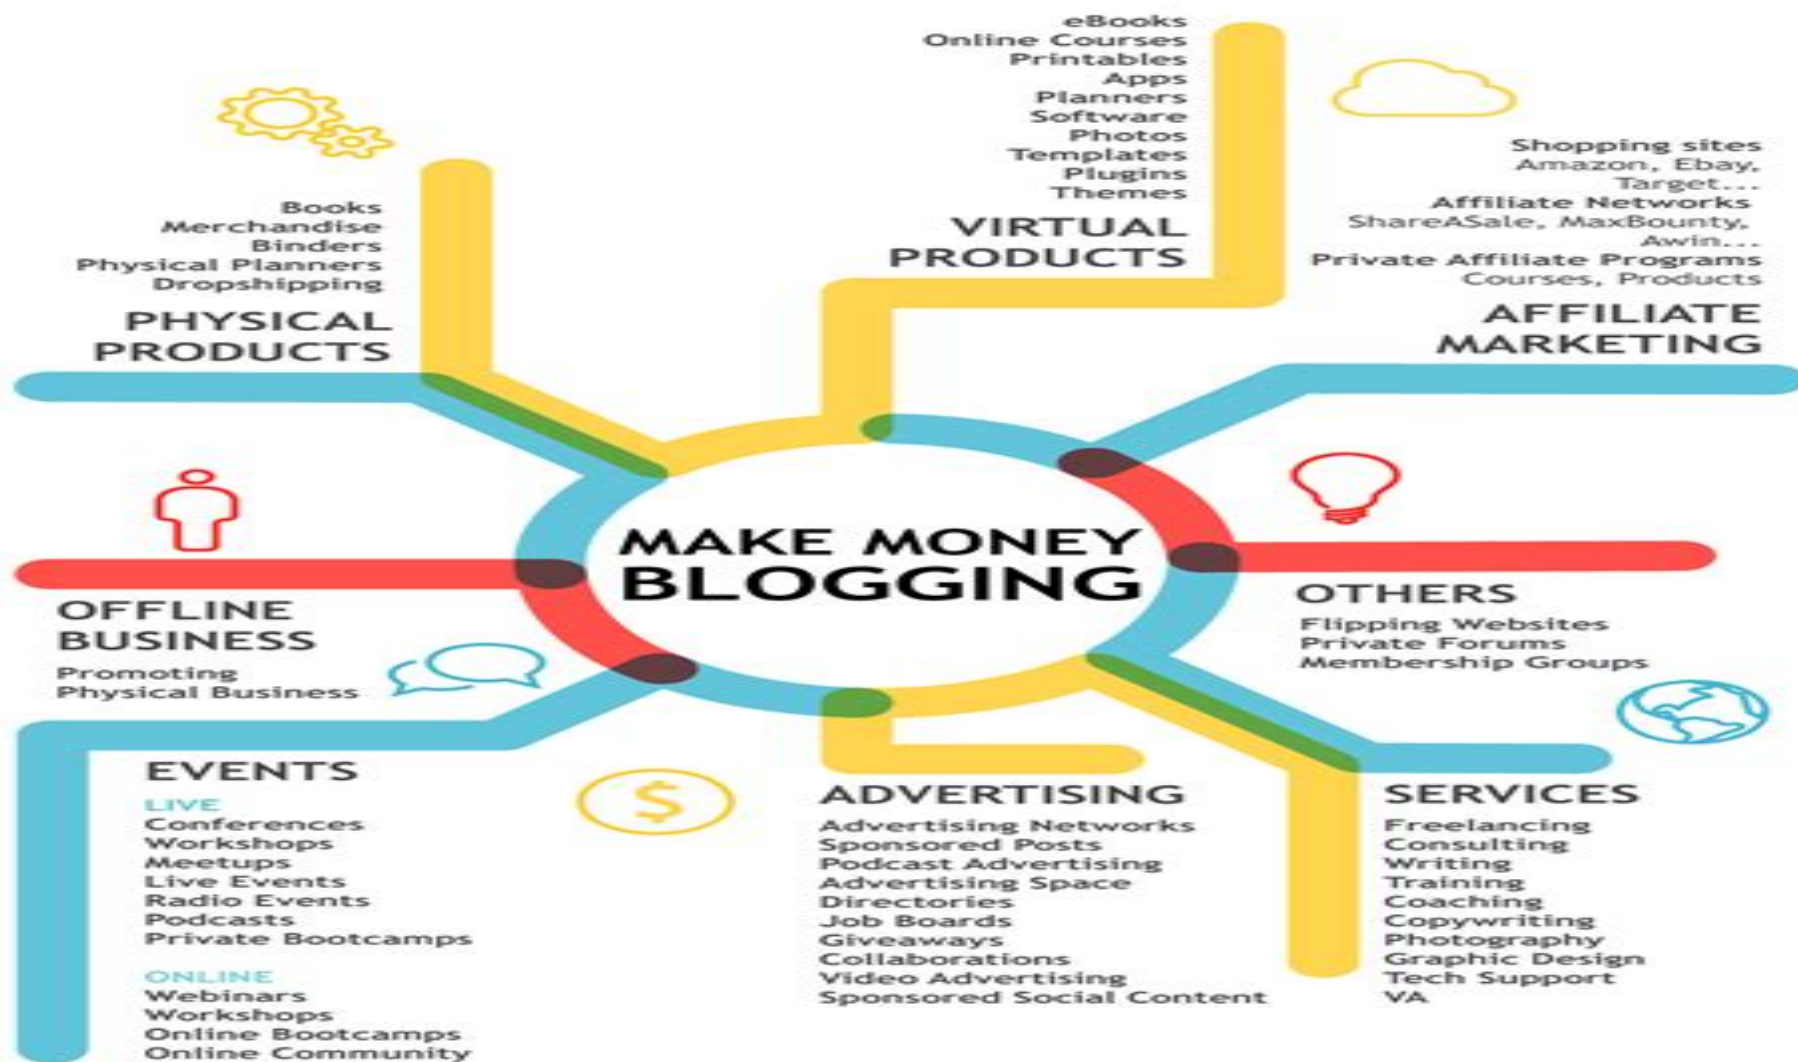 eBooks
Online Courses
Printables
Apps
Planners
Software
Photos
Templates
Plugins
Themes
VIRTUAL
PRODUCTS
Shopping sites
Amazon, Ebay,
Target...
Affiliate Networks
ShareASale, MaxBounty,
Awin...
Private Affiliate Programs
Courses, Products
AFFILIATE
MARKETING
Books
Merchandise
Binders
Physical Planners
Dropshipping
PHYSICAL
PRODUCTS
MAKE MONEY
BLOGGING
OFFLINE
BUSINESS
Promoting
Physical Business
OTHERS
Flipping Websites
Private Forums
Membership Groups
EVENTS
LIVE
Conferences
Workshops
Meetups
Live Events
Radio Events
Podcasts
Private Bootcamps
ONLINE
Webinars
Workshops
Online Bootcamps
Online Community
$
ADVERTISING
Advertising Networks
Sponsored Posts
Podcast Advertising
Advertising Space
Directories
Job Boards
Giveaways
Collaborations
Video Advertising
Sponsored Social Content
SERVICES
Freelancing
Consulting
Writing
Training
Coaching
Copywriting
Photography
Graphic Design
Tech Support
VA